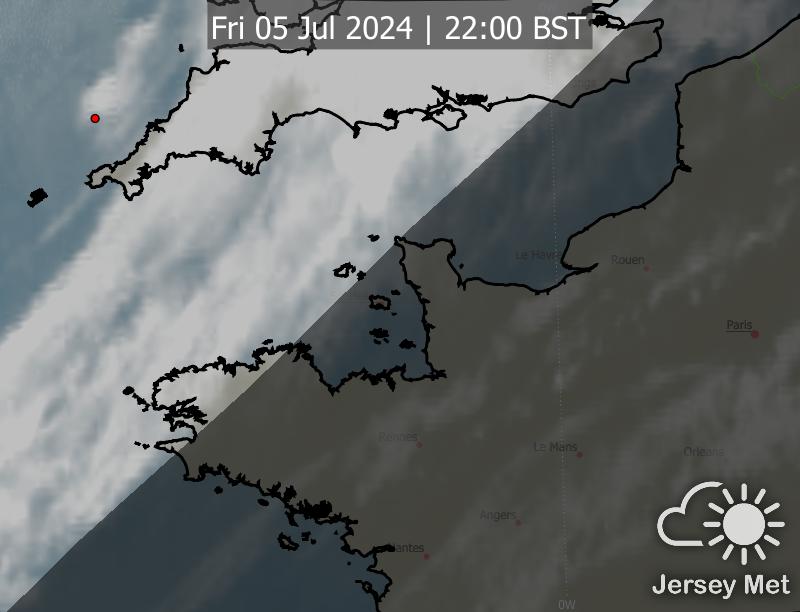 Fri 05 Jul 2024 | 22:00 BST
Le Havre
Rouen
Paris
Rennes
Le Mans
Orleans
Angers
Nantes
Jersey Met
0W